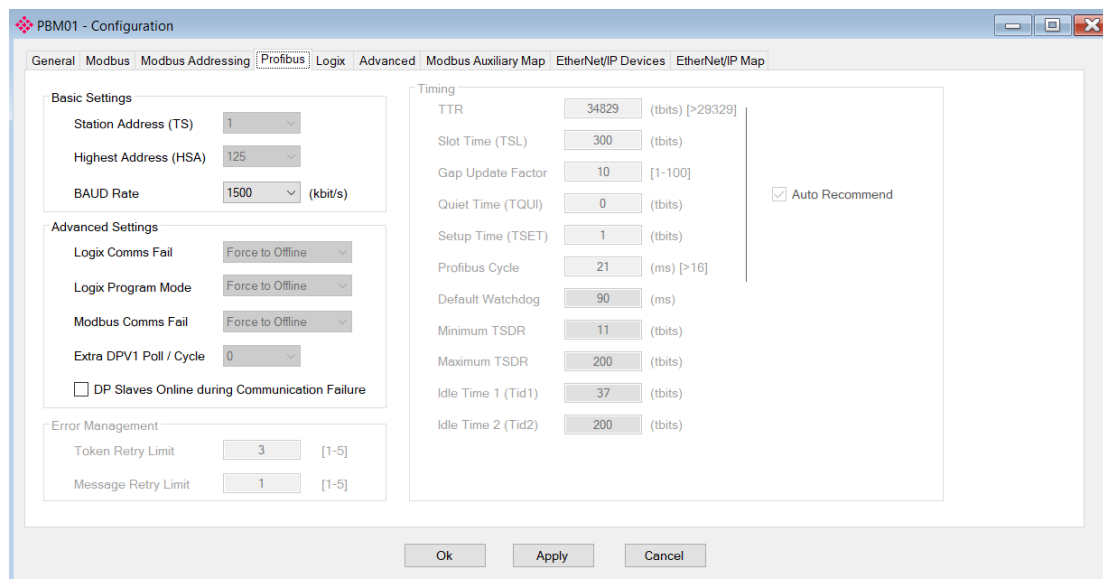 PBM01 - Configuration
General Modbus Modbus Addressing Profibus Logix Advanced Modbus Auxiliary Map EtherNet/IP Devices EtherNet/IP Map
Basic Settings
Station Address (TS) 1
Highest Address (HSA) 125
BAUD Rate 1500 (kbit/s)
Advanced Settings
Logix Comms Fail Force to Offline
Logix Program Mode Force to Offline
Modbus Comms Fail Force to Offline
Extra DPV1 Poll / Cycle 0
DP Slaves Online during Communication Failure
Error Management
Token Retry Limit 3 [1-5]
Message Retry Limit 1 [1-5]
Timing
TTR 34829 (tbits) [>29329]
Slot Time (TSL) 300 (tbits)
Gap Update Factor 10 [1-100]
Quiet Time (TQUI) 0 (tbits)
Setup Time (TSET) 1 (tbits)
Profibus Cycle 21 (ms) [>16]
Default Watchdog 90 (ms)
Minimum TSDR 11 (tbits)
Maximum TSDR 200 (tbits)
Idle Time 1 (Tid1) 37 (tbits)
Idle Time 2 (Tid2) 200 (tbits)
Auto Recommend
Ok Apply Cancel